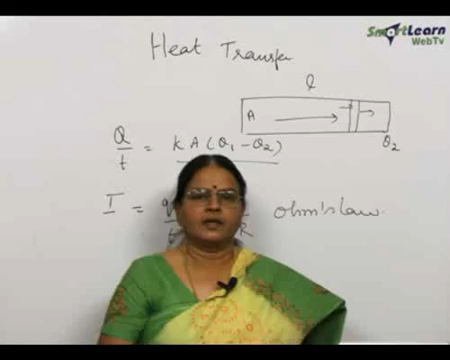 SmartLearn
WebTv
Heat Transfer
l
A
θ2
Q/t = KA(θ1-θ2)
I = q/t R ohm's law